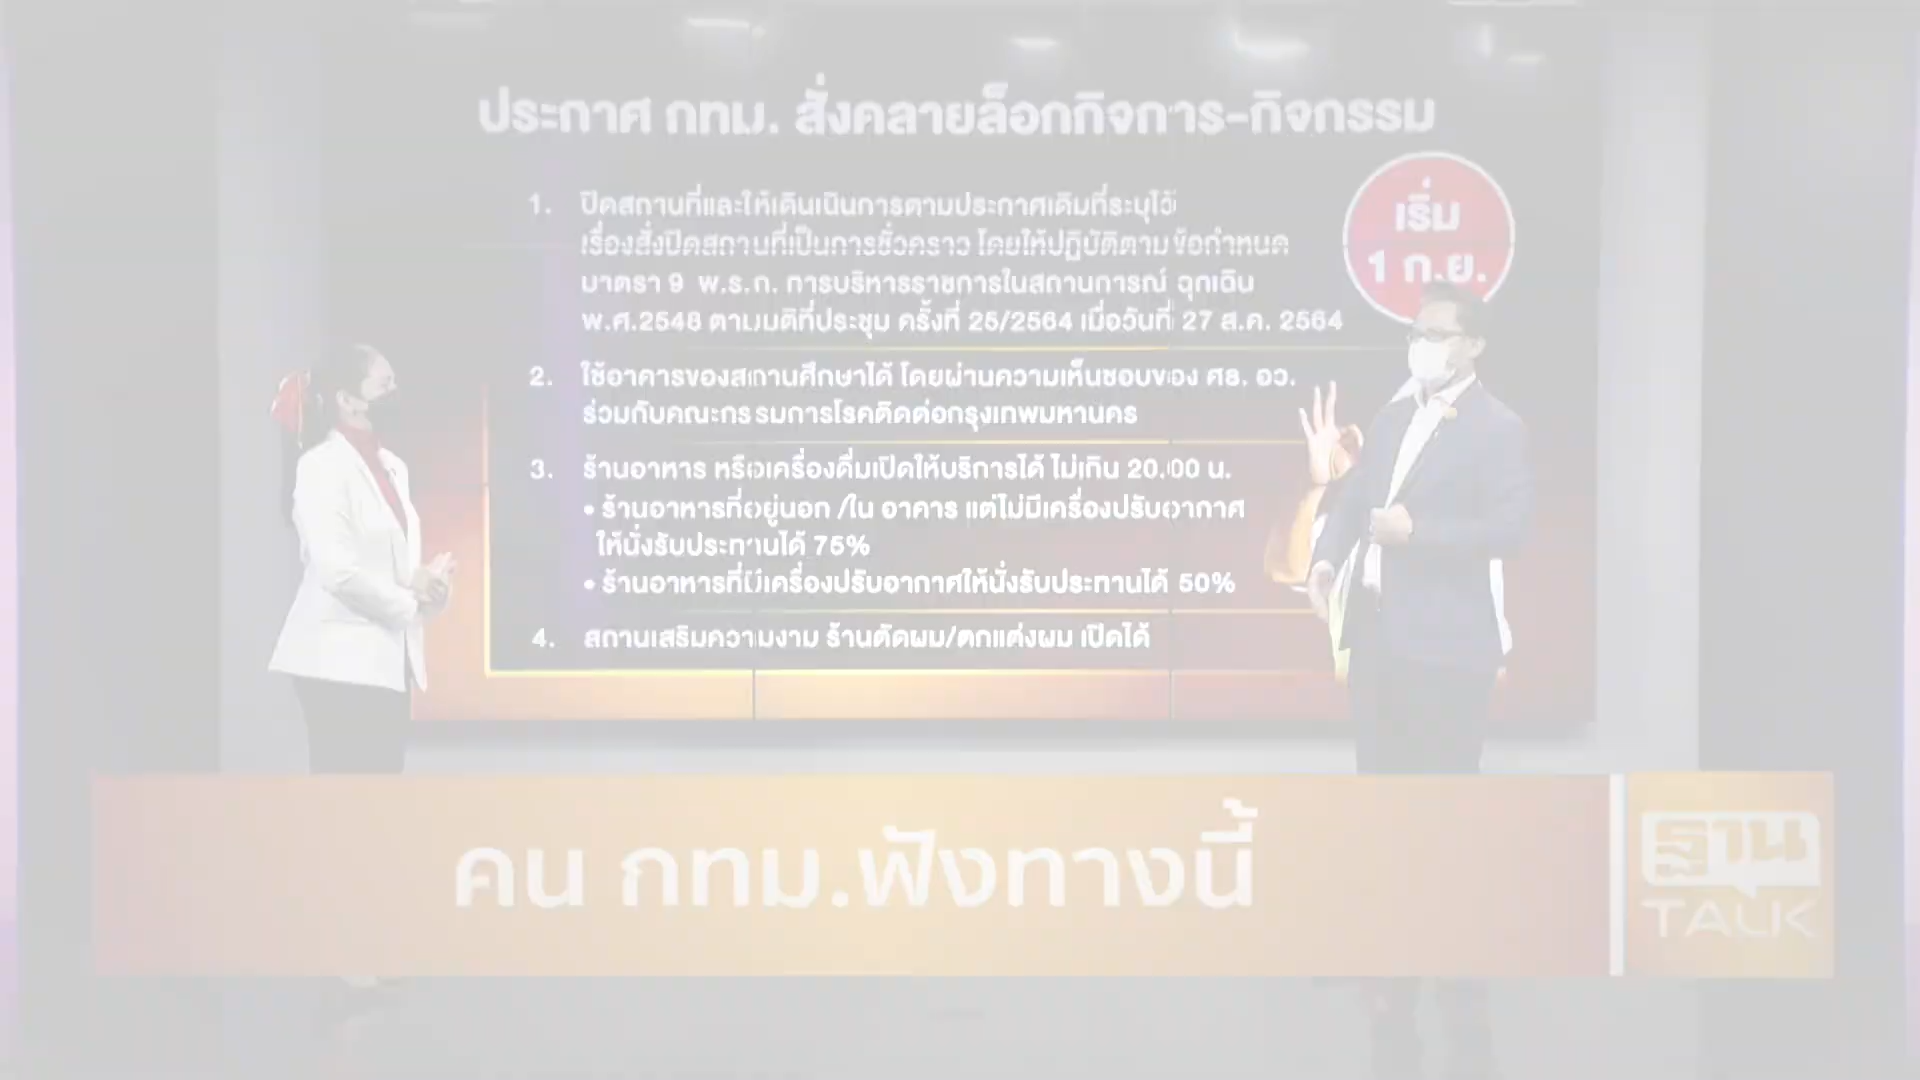 ประกาศ กทม. สั่งคลายล็อกกิจการ-กิจกรรม
เริ่ม
1 ก.ย.
1. ปิดสถานที่และให้เดินเนินการตามประกาศเดิมที่ระบุไว้
เรื่องสั่งปิดสถานที่เป็นการชั่วคราว โดยให้ปฏิบัติตามข้อกำหนด
มาตรา 9 พ.ร.ก. การบริหารราชการในสถานการณ์ ฉุกเฉิน
พ.ศ.2548 ตามมติที่ประชุม ครั้งที่ 25/2564 เมื่อวันที่ 27 ส.ค. 2564
2. ใช้อาคารของสถานศึกษาได้ โดยผ่านความเห็นชอบของ ศธ. อว.
ร่วมกับคณะกรรมการโรคติดต่อกรุงเทพมหานคร
3. ร้านอาหาร หรือเครื่องดื่มเปิดให้บริการได้ ไม่เกิน 20.00 น.
• ร้านอาหารที่อยู่นอก /ใน อาคาร แต่ไม่มีเครื่องปรับอากาศ
ให้นั่งรับประทานได้ 75%
• ร้านอาหารที่มีเครื่องปรับอากาศให้นั่งรับประทานได้ 50%
4. สถานเสริมความงาม ร้านตัดผม/ตกแต่งผม เปิดได้
คน กทม.ฟังทางนี้
ฐาน
TALK